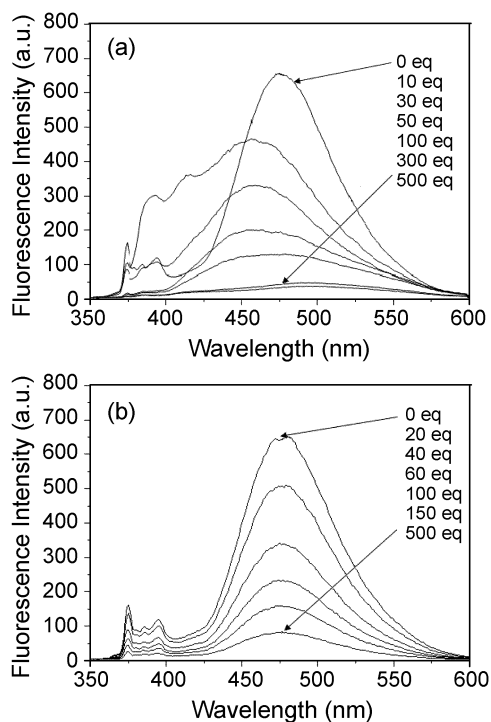 800
700
600
500
400
300
200
100
0
Fluorescence Intensity (a.u.)
(a)
0 eq
10 eq
30 eq
50 eq
100 eq
300 eq
500 eq
350 400 450 500 550 600
Wavelength (nm)
800
700
600
500
400
300
200
100
0
Fluorescence Intensity (a.u.)
(b)
0 eq
20 eq
40 eq
60 eq
100 eq
150 eq
500 eq
350 400 450 500 550 600
Wavelength (nm)